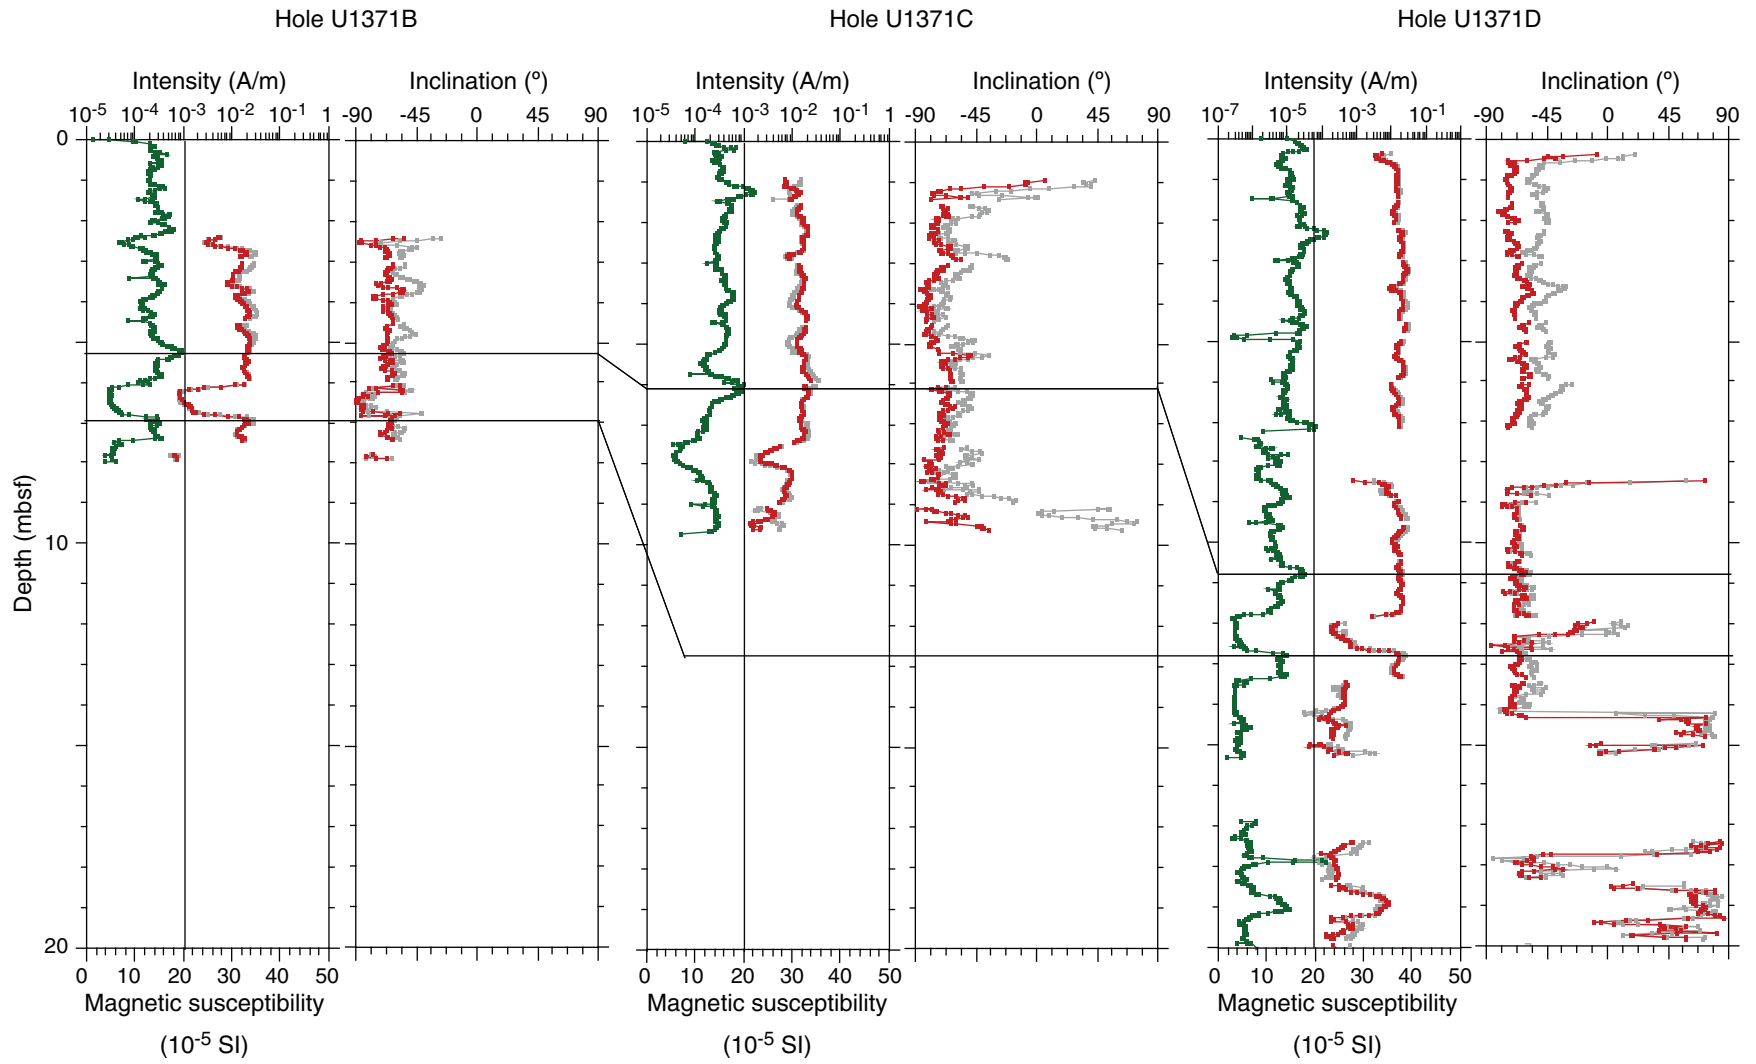 Hole U1371B Hole U1371C Hole U1371D
Intensity (A/m) Inclination (º) Intensity (A/m) Inclination (º) Intensity (A/m) Inclination (º)
10-5 10-4 10-3 10-2 10-1 1 -90 -45 0 45 90 10-5 10-4 10-3 10-2 10-1 1 -90 -45 0 45 90 10-7 10-5 10-3 10-1 -90 -45 0 45 90
0
10
20
Depth (mbsf)
0 10 20 30 40 50 0 10 20 30 40 50 0 10 20 30 40 50
Magnetic susceptibility Magnetic susceptibility Magnetic susceptibility
(10-5 SI) (10-5 SI) (10-5 SI)